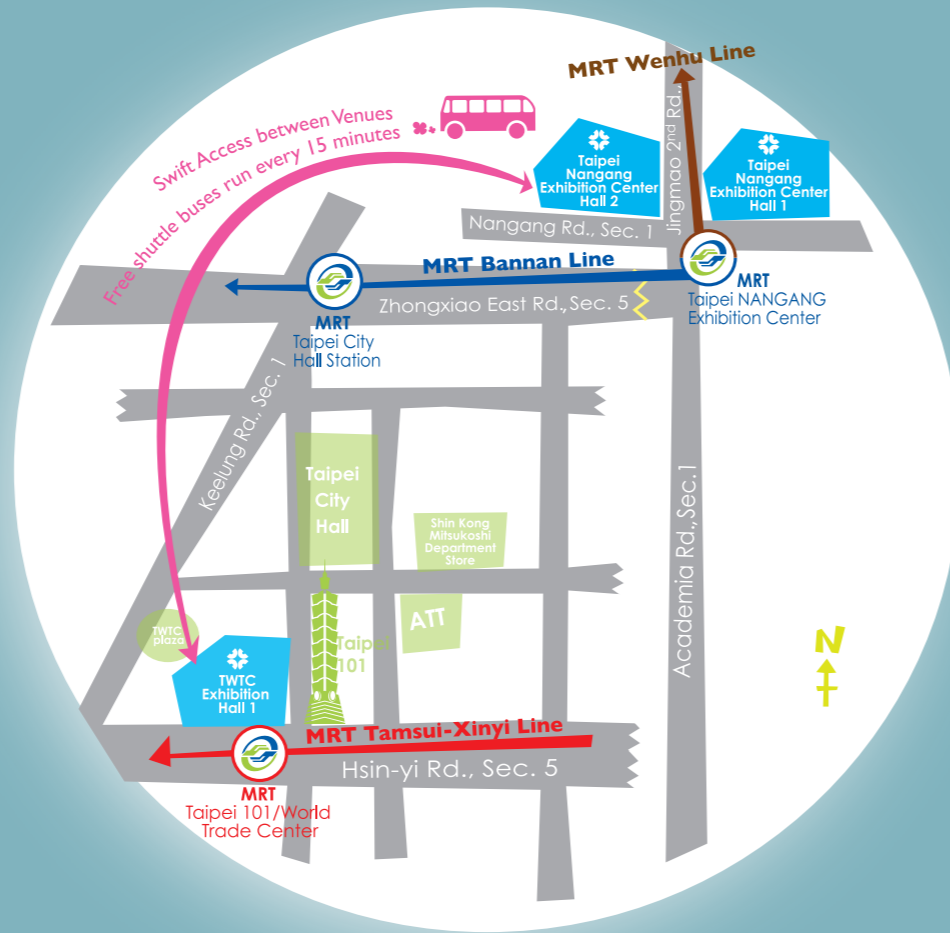 MRT Wenhu Line
Swift Access between Venues
Free shuttle buses run every 15 minutes
Taipei
Nangang
Exhibition Center
Hall 2
Jingmao 2nd Rd.,
Taipei
Nangang
Exhibition Center
Hall 1
Nangang Rd., Sec. 1
MRT Bannan Line
Zhongxiao East Rd., Sec. 5
MRT
Taipei NANGANG
Exhibition Center
MRT
Taipei City
Hall Station
Keelung Rd., Sec. 1
Taipei
City
Hall
Shin Kong
Mitsukoshi
Department
Store
Academia Rd., Sec.1
ATT
TWTC
plaza
Taipei
101
N
TWTC
Exhibition
Hall 1
MRT Tamsui-Xinyi Line
Hsin-yi Rd., Sec. 5
MRT
Taipei 101/World
Trade Center